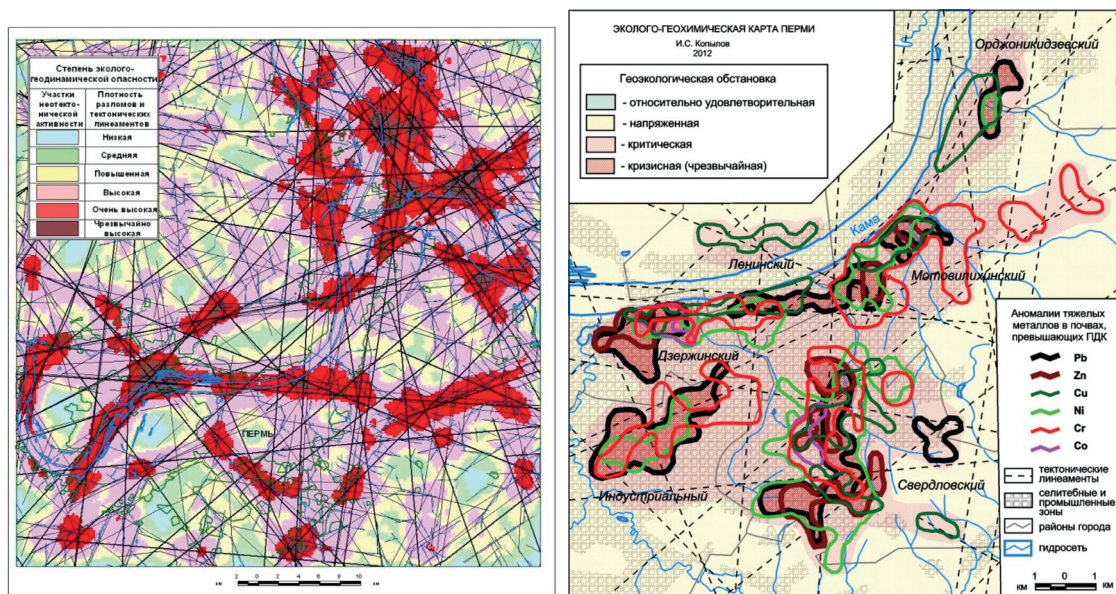 Степень эколого-
геодинамической опасности
Участки
неотекто-
нической
активности
Плотность
разломов и
тектонических
линеаментов
Низкая
Средняя
Повышенная
Высокая
Очень высокая
Чрезвычайно
высокая
ПЕРМЬ
км 2 0 2 4 6 8 10 км
ЭКОЛОГО-ГЕОХИМИЧЕСКАЯ КАРТА ПЕРМИ
И.С. Копылов
2012
Геоэкологическая обстановка
- относительно удовлетворительная
- напряженная
- критическая
- кризисная (чрезвычайная)
Орджоникидзевский
Кама
Ленинский
Мотовилихинский
Дзержинский
Индустриальный
Свердловский
Аномалии тяжелых
металлов в почвах,
превышающих ПДК
Pb
Zn
Cu
Ni
Cr
Co
тектонические
линеаменты
селитебные и
промышленные
зоны
районы города
гидросеть
км 1 0 1 км